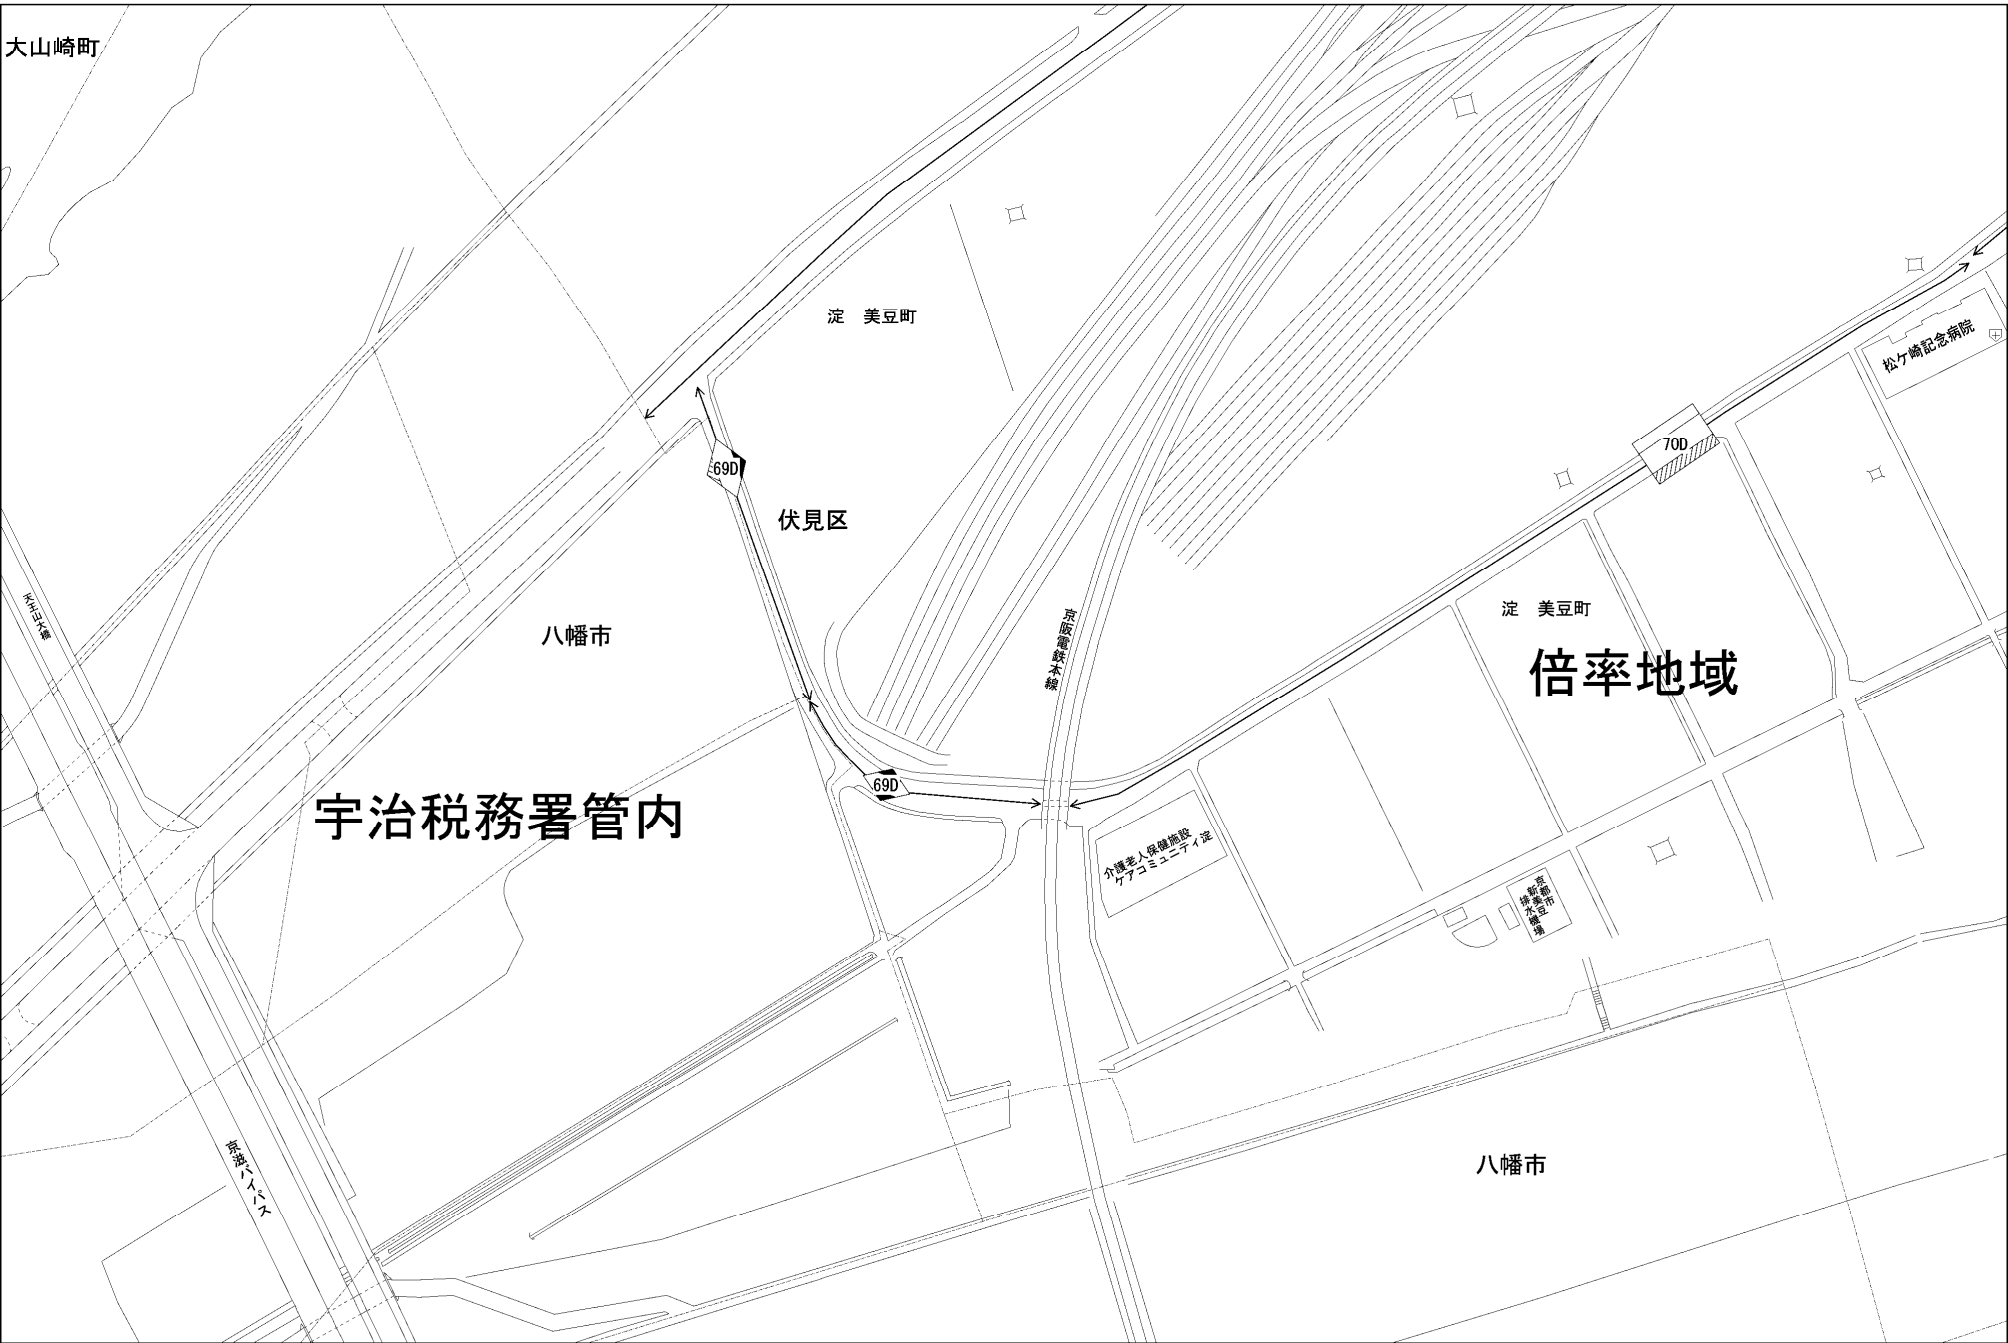 大山崎町
淀　美豆町
松ケ崎記念病院
70D
69D
伏見区
天王山大橋
八幡市
京阪電鉄本線
淀　美豆町
倍率地域
69D
宇治税務署管内
介護老人保健施設
ケアコミュニティ淀
京都市
新美豆
排水機場
京滋バイパス
八幡市